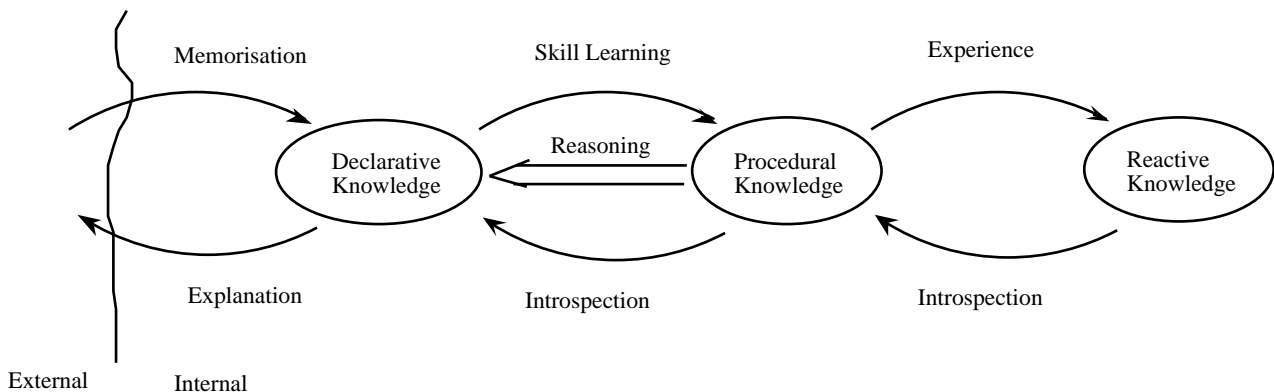 Memorisation
Skill Learning
Experience
Reasoning
Declarative
Knowledge
Procedural
Knowledge
Reactive
Knowledge
Explanation
Introspection
Introspection
External
Internal